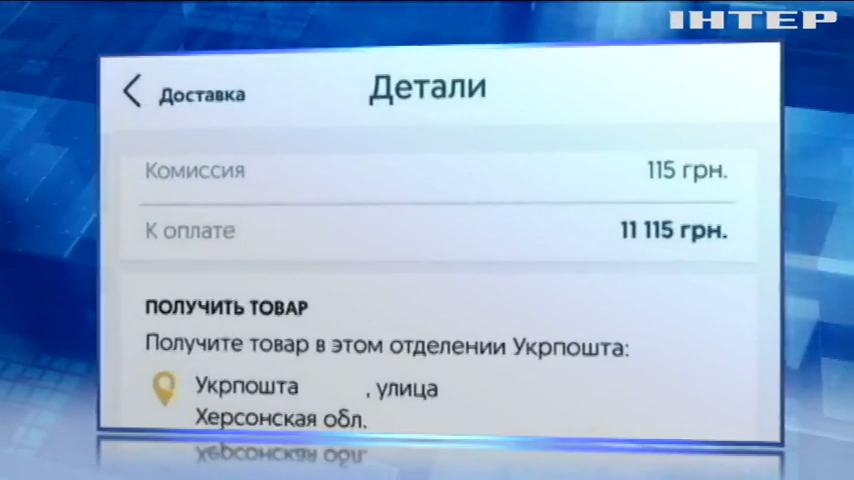 ІНТЕР
Доставка
Детали
Комиссия 115 грн.
К оплате 11 115 грн.
ПОЛУЧИТЬ ТОВАР
Получите товар в этом отделении Укрпошта:
Укрпошта , улица
Херсонская обл.